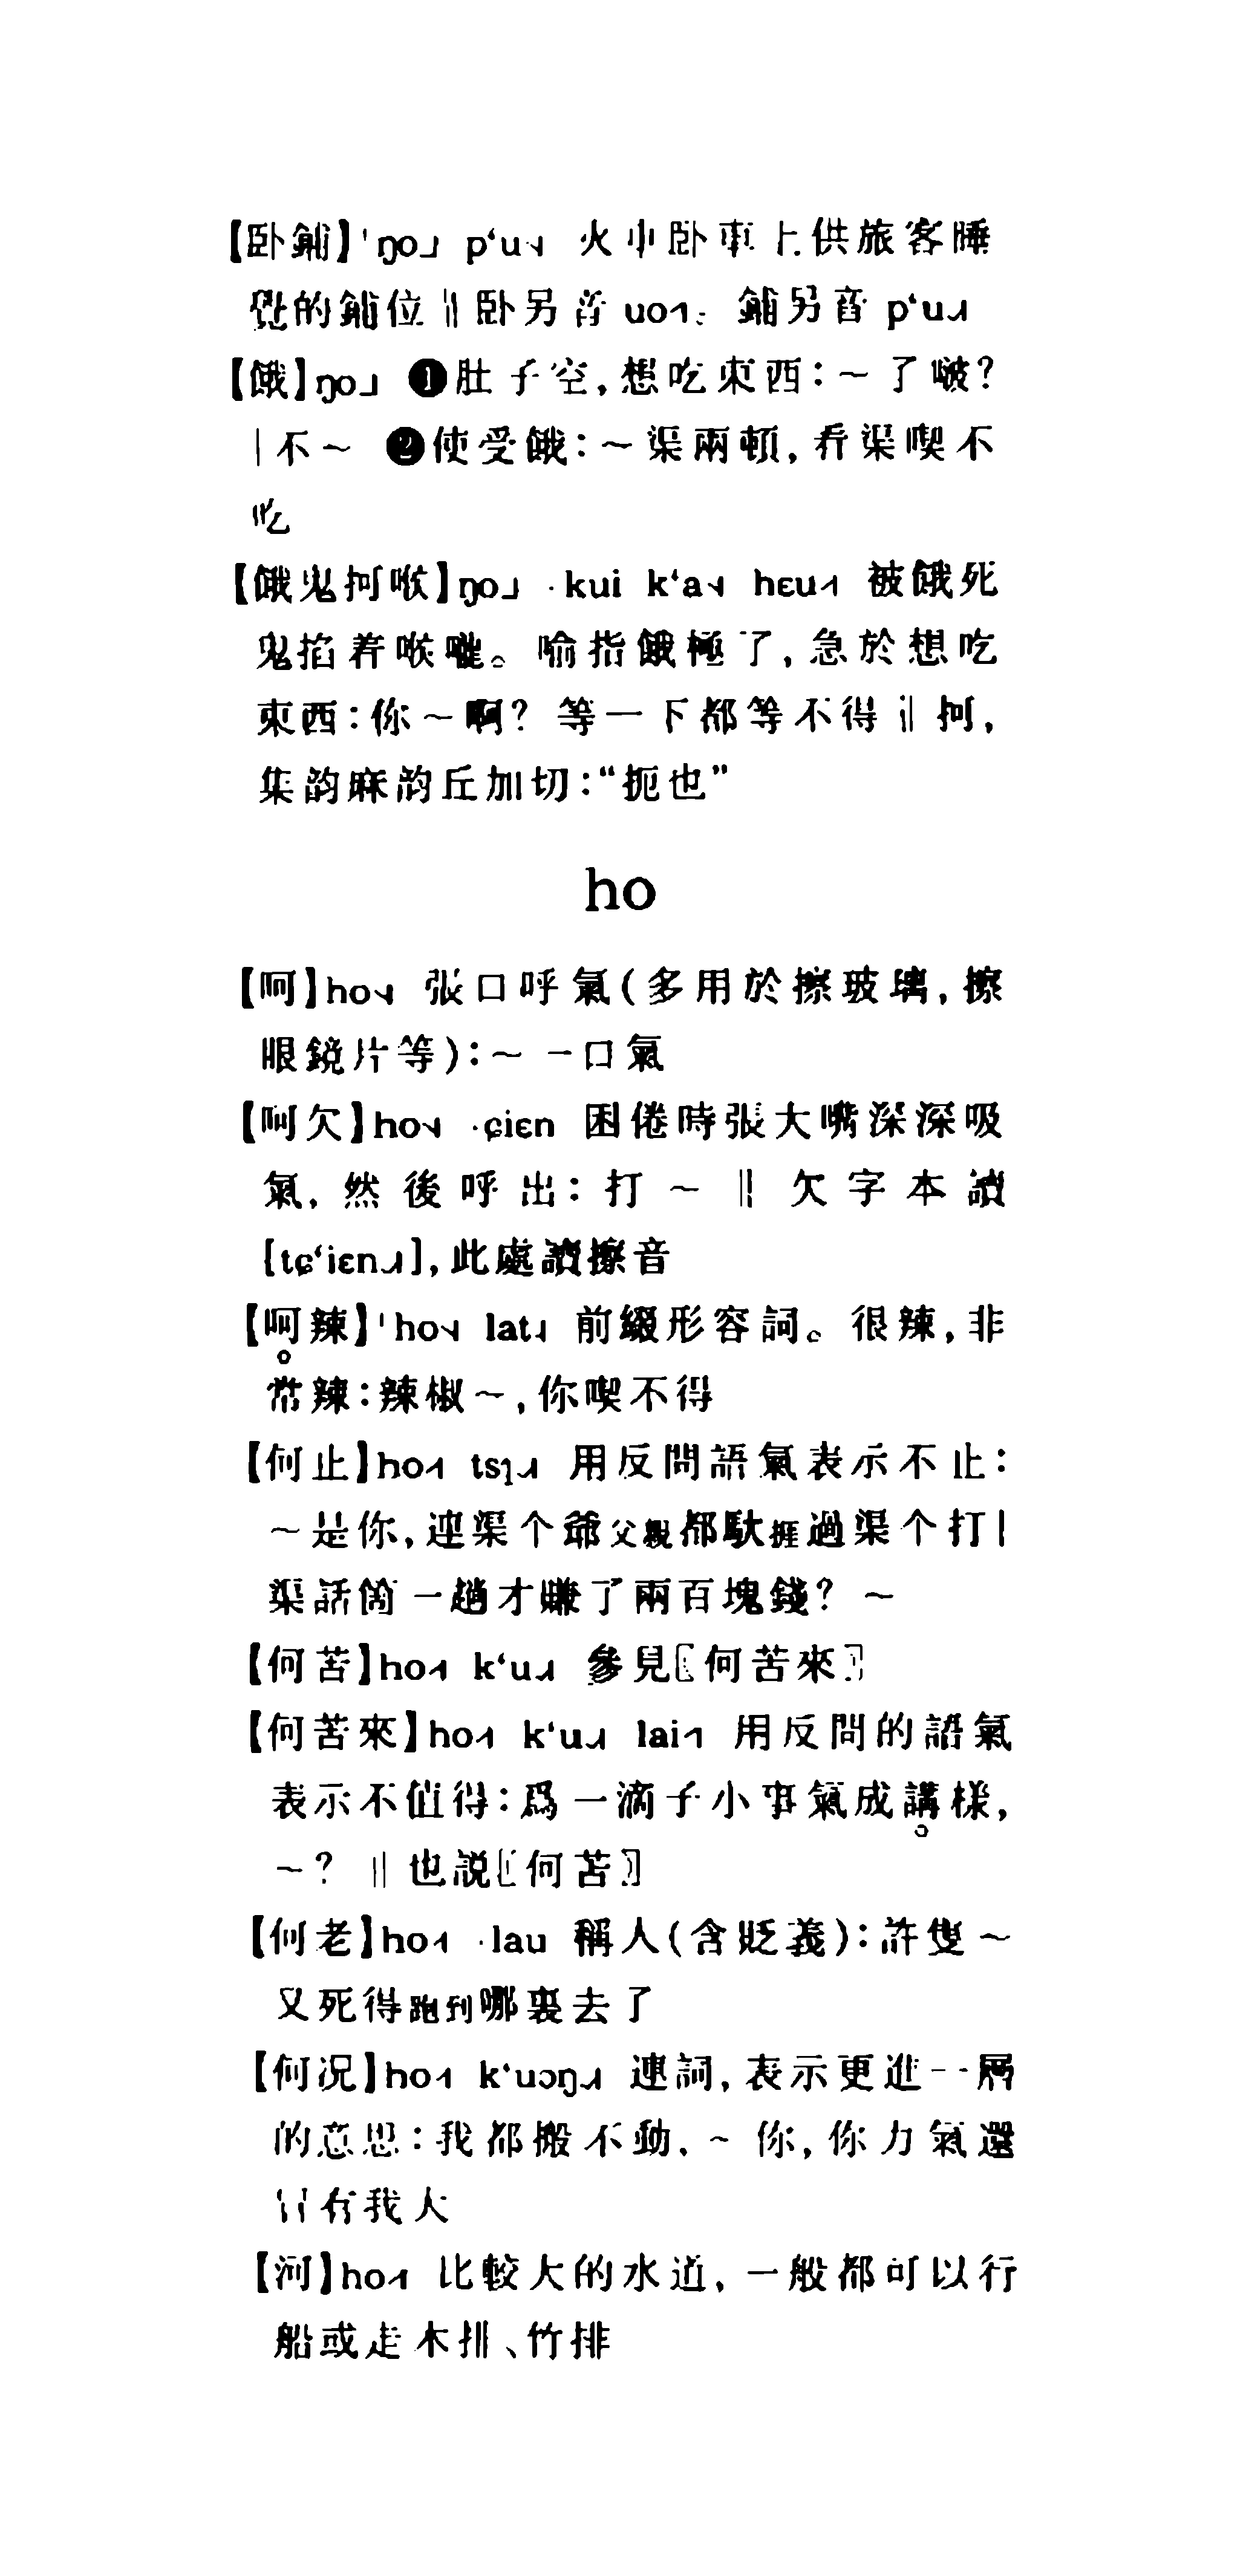 【卧鋪】ˈŋo˩ pʻu˧˩ 火車卧車上供旅客睡
覺的鋪位‖卧另音 uo˧˥。鋪另音 pʻu˨˩˧
【餓】ŋo˩ ❶肚子空,想吃東西:~了啵?
|不~ ❷使受餓:~渠兩頓,看渠喫不
吃
【餓鬼抲喉】ŋo˩ ·kui kʻa˧˩ hɛu˧˥ 被餓死
鬼掐着喉嚨。喻指餓極了,急於想吃
東西:你~啊? 等一下都等不得‖抲,
集韵麻韵丘加切:“扼也”
ho
【呵】ho˧˩ 張口呼氣(多用於擦玻璃,擦
眼鏡片等):~一口氣
【呵欠】ho˧˩ ·ɕiɛn 困倦時張大嘴深深吸
氣,然後呼出:打~‖欠字本讀
[tɕʻiɛn˨˩˧],此處讀擦音
【呵辣】ˈho˧˩ lat˨ 前綴形容詞。很辣,非
常辣:辣椒~,你喫不得
【何止】ho˧˥ tsɿ˨˩˧ 用反問語氣表示不止:
~是你,連渠个爺父親都馱捱過渠个打|
渠話箇一趟才賺了兩百塊錢? ~
【何苦】ho˧˥ kʻu˨˩˧ 參見〖何苦來〗
【何苦來】ho˧˥ kʻu˨˩˧ lai˧˥ 用反問的語氣
表示不值得:爲一滴子小事氣成講樣,
~? ‖也説〖何苦〗
【何老】ho˧˥ ·lau 稱人(含貶義):許隻~
又死得跑到哪裏去了
【何况】ho˧˥ kʻuɔŋ˨˩˧ 連詞,表示更進一層
的意思:我都搬不動,~你,你力氣還
冇有我大
【河】ho˧˥ 比較大的水道,一般都可以行
船或走木排、竹排